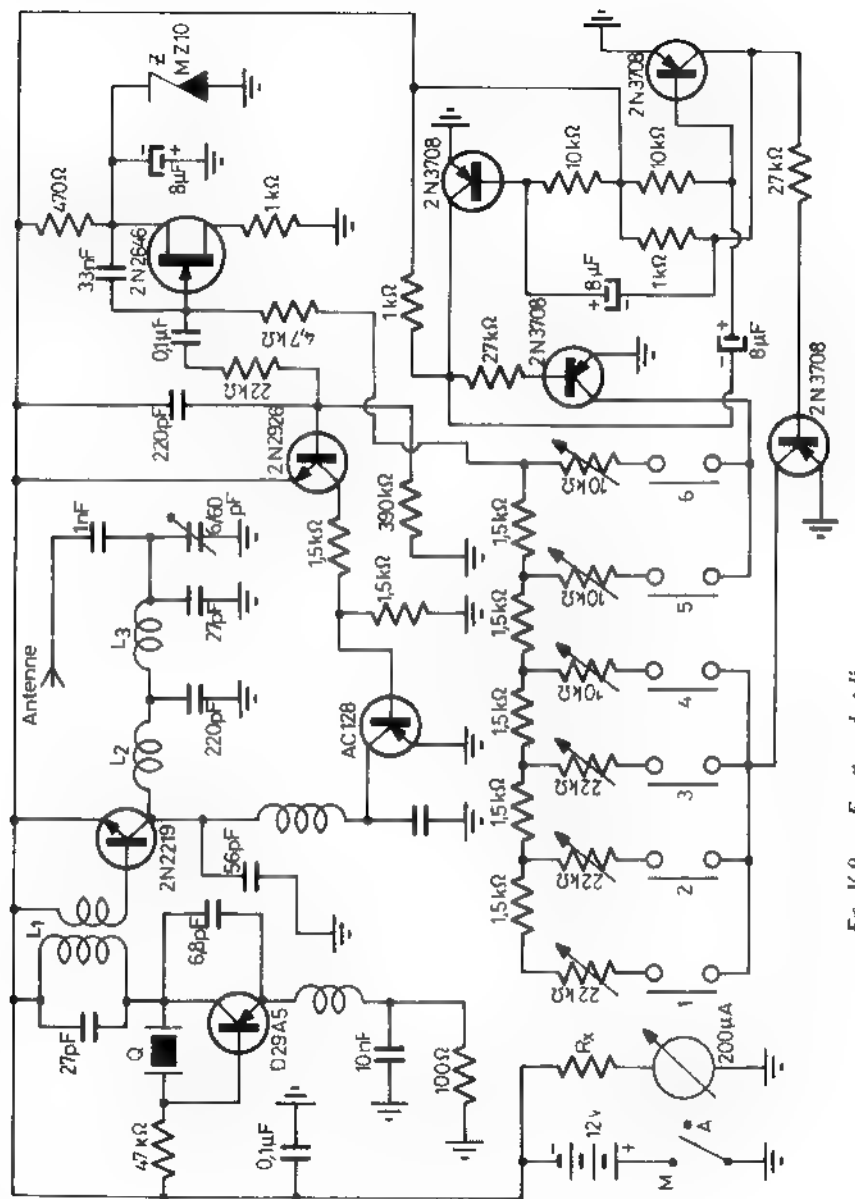 Antenne
1nF
6/60 pF
L3
27pF
L2
220pF
2N2219
L1
27pF
Q
6,8pF
56pF
D29A5
47kΩ
0,1µF
10nF
100Ω
220pF
2N2926
1,5kΩ
1,5kΩ
390kΩ
AC128
470Ω
33nF
2N2646
8µF
- +
Z
MZ10
1kΩ
0,1µF
22kΩ
4,7kΩ
1kΩ
27kΩ
2N3708
2N3708
10kΩ
10kΩ
1kΩ
8µF
+ -
2N3708
27kΩ
8µF
- +
2N3708
1,5kΩ
1,5kΩ
1,5kΩ
1,5kΩ
1,5kΩ
22kΩ
22kΩ
22kΩ
10kΩ
10kΩ
10kΩ
1
2
3
4
5
6
12v
- +
M
A
Rx
200µA